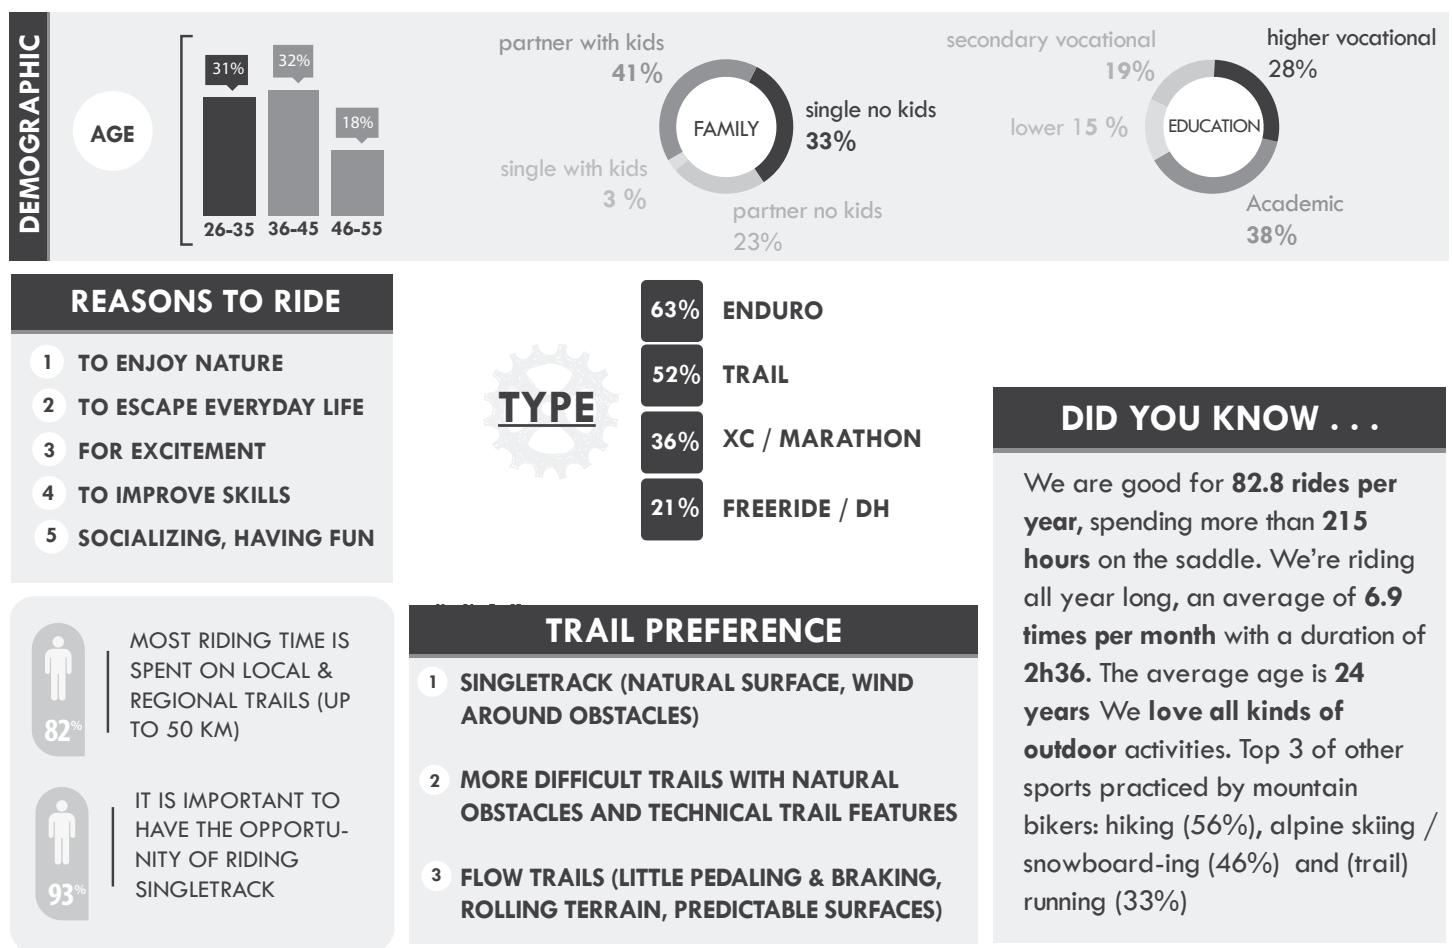 DEMOGRAPHIC
AGE
31%
32%
18%
26-35 36-45 46-55
partner with kids
41%
FAMILY
single no kids
33%
single with kids
3 %
partner no kids
23%
secondary vocational
19%
higher vocational
28%
lower 15 %
EDUCATION
Academic
38%
REASONS TO RIDE
1 TO ENJOY NATURE
2 TO ESCAPE EVERYDAY LIFE
3 FOR EXCITEMENT
4 TO IMPROVE SKILLS
5 SOCIALIZING, HAVING FUN
TYPE
63% ENDURO
52% TRAIL
36% XC / MARATHON
21% FREERIDE / DH
82%
MOST RIDING TIME IS
SPENT ON LOCAL &
REGIONAL TRAILS (UP
TO 50 KM)
93%
IT IS IMPORTANT TO
HAVE THE OPPORTU-
NITY OF RIDING
SINGLETRACK
TRAIL PREFERENCE
1 SINGLETRACK (NATURAL SURFACE, WIND
AROUND OBSTACLES)
2 MORE DIFFICULT TRAILS WITH NATURAL
OBSTACLES AND TECHNICAL TRAIL FEATURES
3 FLOW TRAILS (LITTLE PEDALING & BRAKING,
ROLLING TERRAIN, PREDICTABLE SURFACES)
DID YOU KNOW . . .
We are good for 82.8 rides per
year, spending more than 215
hours on the saddle. We’re riding
all year long, an average of 6.9
times per month with a duration of
2h36. The average age is 24
years We love all kinds of
outdoor activities. Top 3 of other
sports practiced by mountain
bikers: hiking (56%), alpine skiing /
snowboard-ing (46%) and (trail)
running (33%)